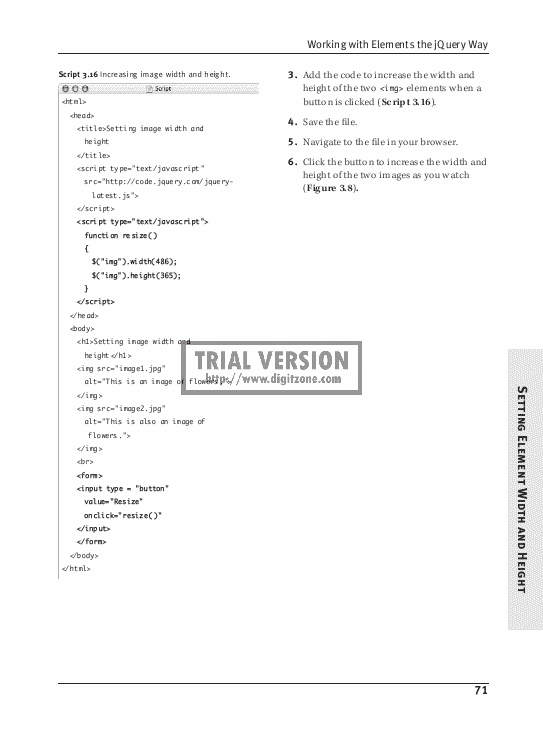 Working with Elements the jQuery Way
Script 3.16 Increasing image width and height.
Script
<html>
<head>
<title>Setting image width and
height
</title>
<script type="text/javascript"
src="http://code.jquery.com/jquery-
latest.js">
</script>
<script type="text/javascript">
function resize()
{
$("img").width(486);
$("img").height(365);
}
</script>
</head>
<body>
<h1>Setting image width and
height</h1>
<img src="image1.jpg"
alt="This is an image of flowers.">
</img>
<img src="image2.jpg"
alt="This is also an image of
flowers.">
</img>
<br>
<form>
<input type = "button"
value="Resize"
onclick="resize()"
</input>
</form>
</body>
</html>
3. Add the code to increase the width and
height of the two <img> elements when a
button is clicked (Script 3.16).
4. Save the file.
5. Navigate to the file in your browser.
6. Click the button to increase the width and
height of the two images as you watch
(Figure 3.8).
TRIAL VERSION
http://www.digitzone.com
Setting Element Width and Height
71